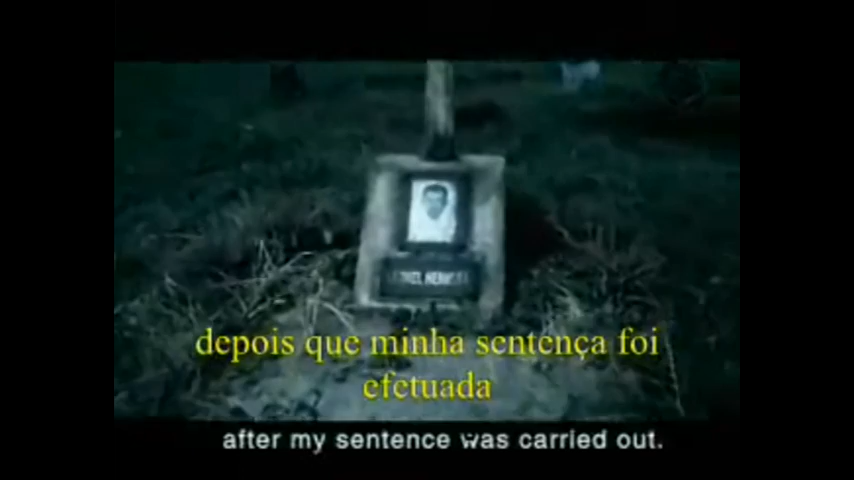 depois que minha sentença foi
efetuada
after my sentence was carried out.